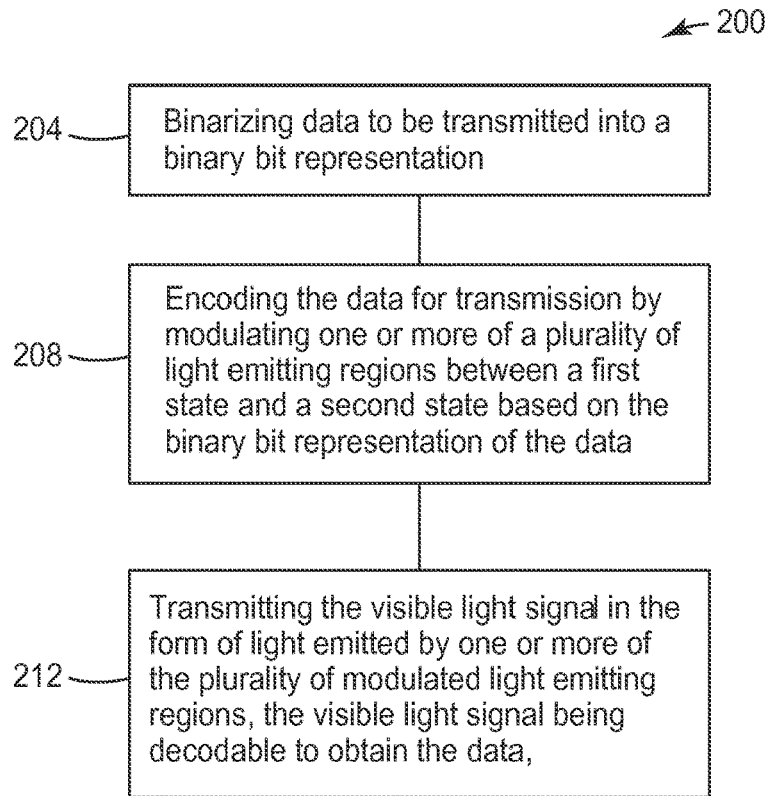 200
204
Binarizing data to be transmitted into a
binary bit representation
208
Encoding the data for transmission by
modulating one or more of a plurality of
light emitting regions between a first
state and a second state based on the
binary bit representation of the data
212
Transmitting the visible light signal in the
form of light emitted by one or more of
the plurality of modulated light emitting
regions, the visible light signal being
decodable to obtain the data,